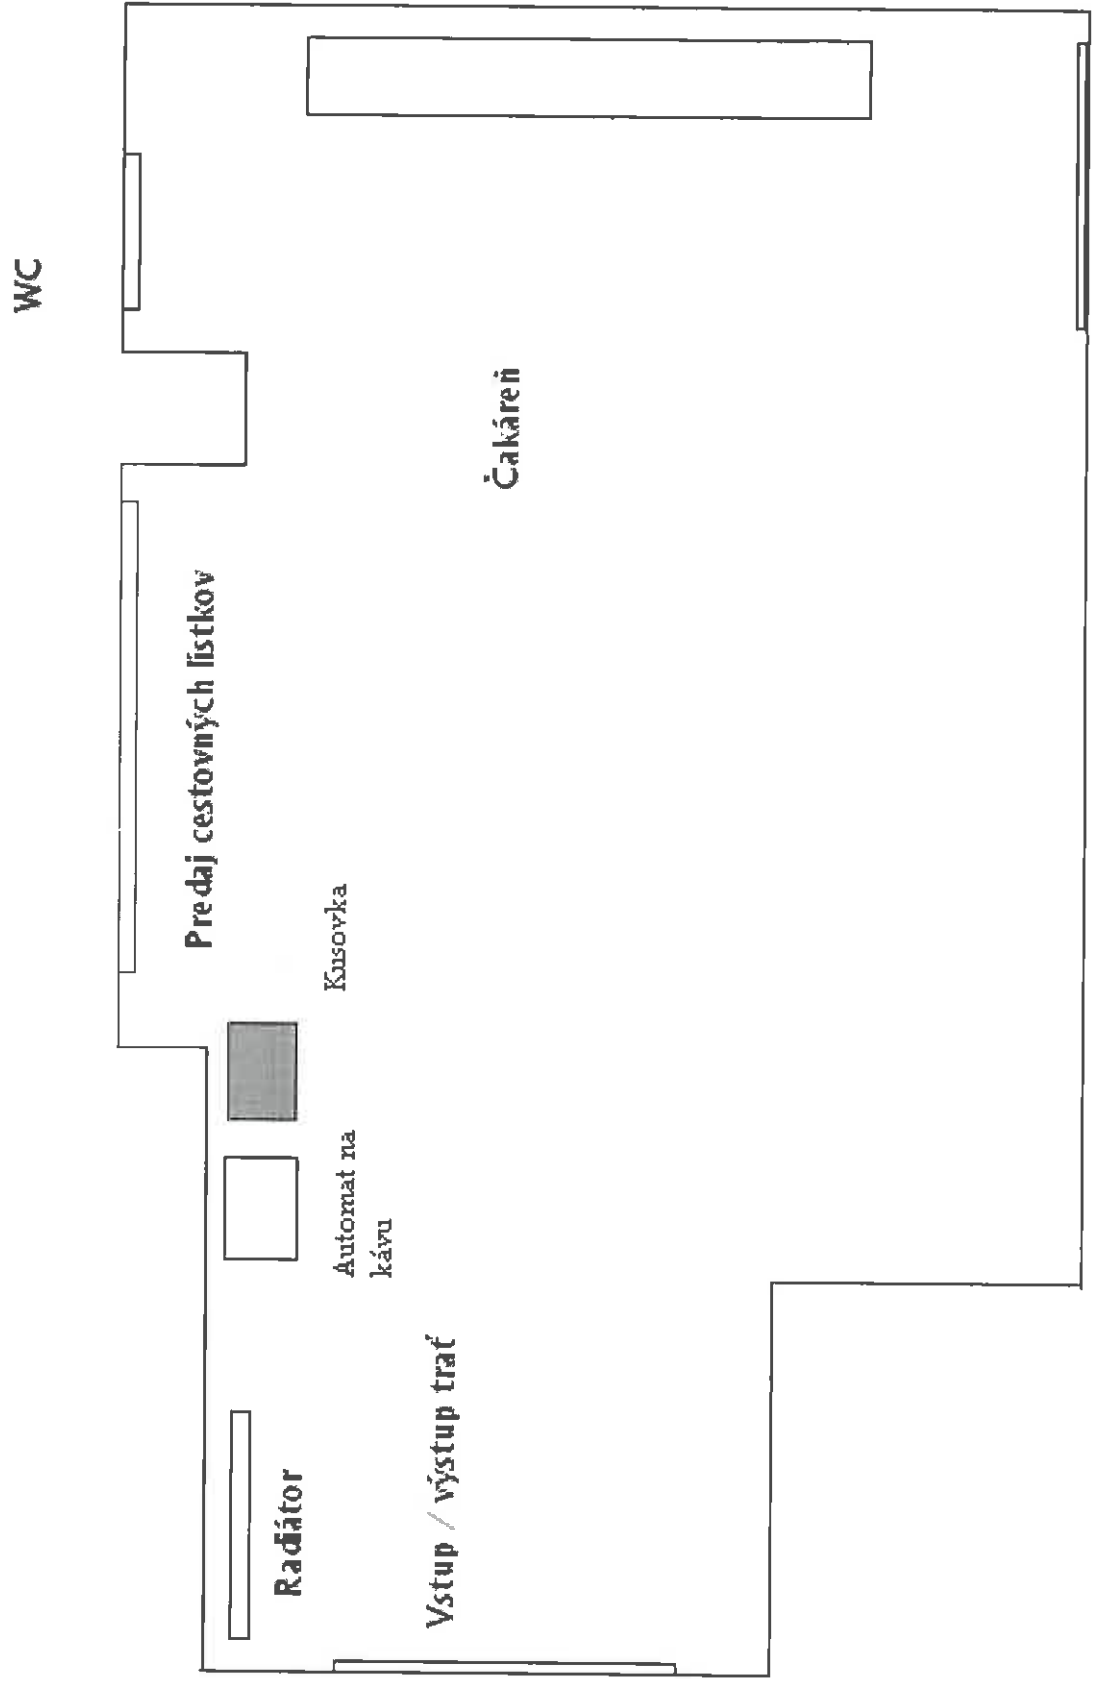 WC
Predaj cestovných lístkov
Čakáreň
Kusovka
Automat na
kávu
Radiátor
Vstup / výstup trať